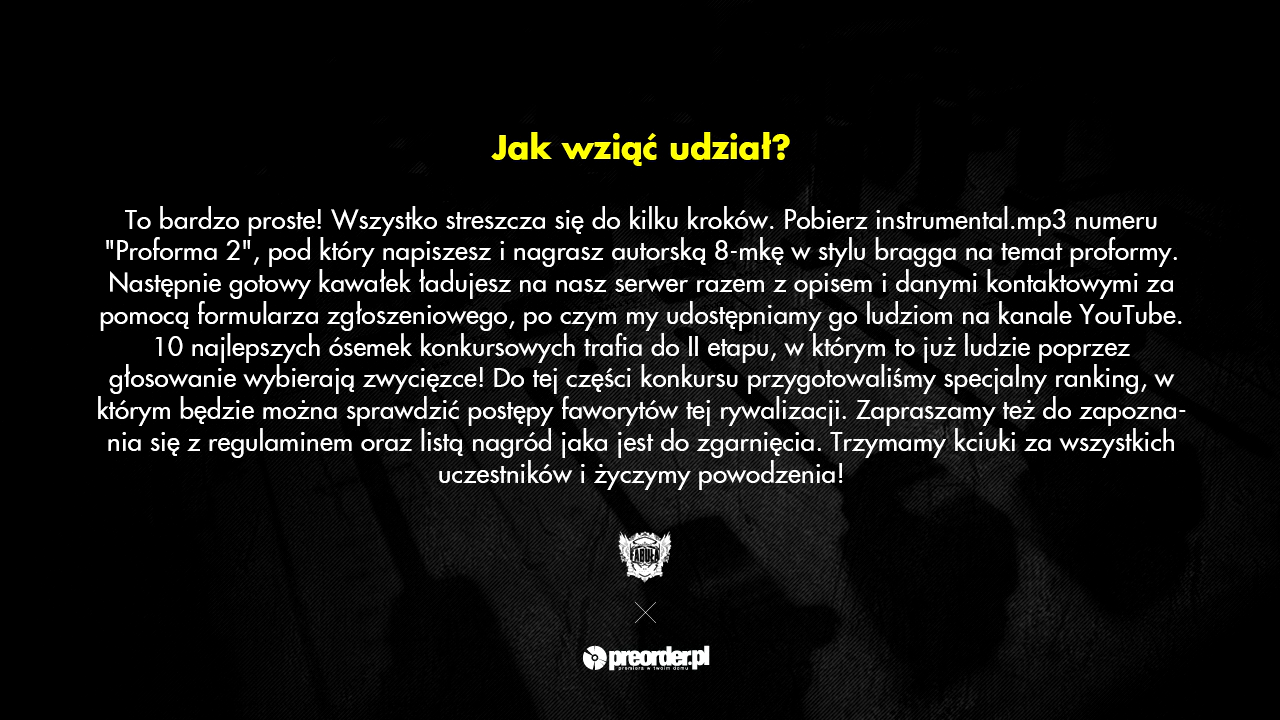 Jak wziąć udział?
To bardzo proste! Wszystko streszcza się do kilku kroków. Pobierz instrumental.mp3 numeru
"Proforma 2", pod który napiszesz i nagrasz autorską 8-mkę w stylu bragga na temat proformy.
Następnie gotowy kawałek ładujesz na nasz serwer razem z opisem i danymi kontaktowymi za
pomocą formularza zgłoszeniowego, po czym my udostępniamy go ludziom na kanale YouTube.
10 najlepszych ósemek konkursowych trafia do II etapu, w którym to już ludzie poprzez
głosowanie wybierają zwycięzce! Do tej części konkursu przygotowaliśmy specjalny ranking, w
którym będzie można sprawdzić postępy faworytów tej rywalizacji. Zapraszamy też do zapozna-
nia się z regulaminem oraz listą nagród jaka jest do zgarnięcia. Trzymamy kciuki za wszystkich
uczestników i życzymy powodzenia!
FABUŁA
preorder.pl
premiera w twoim domu